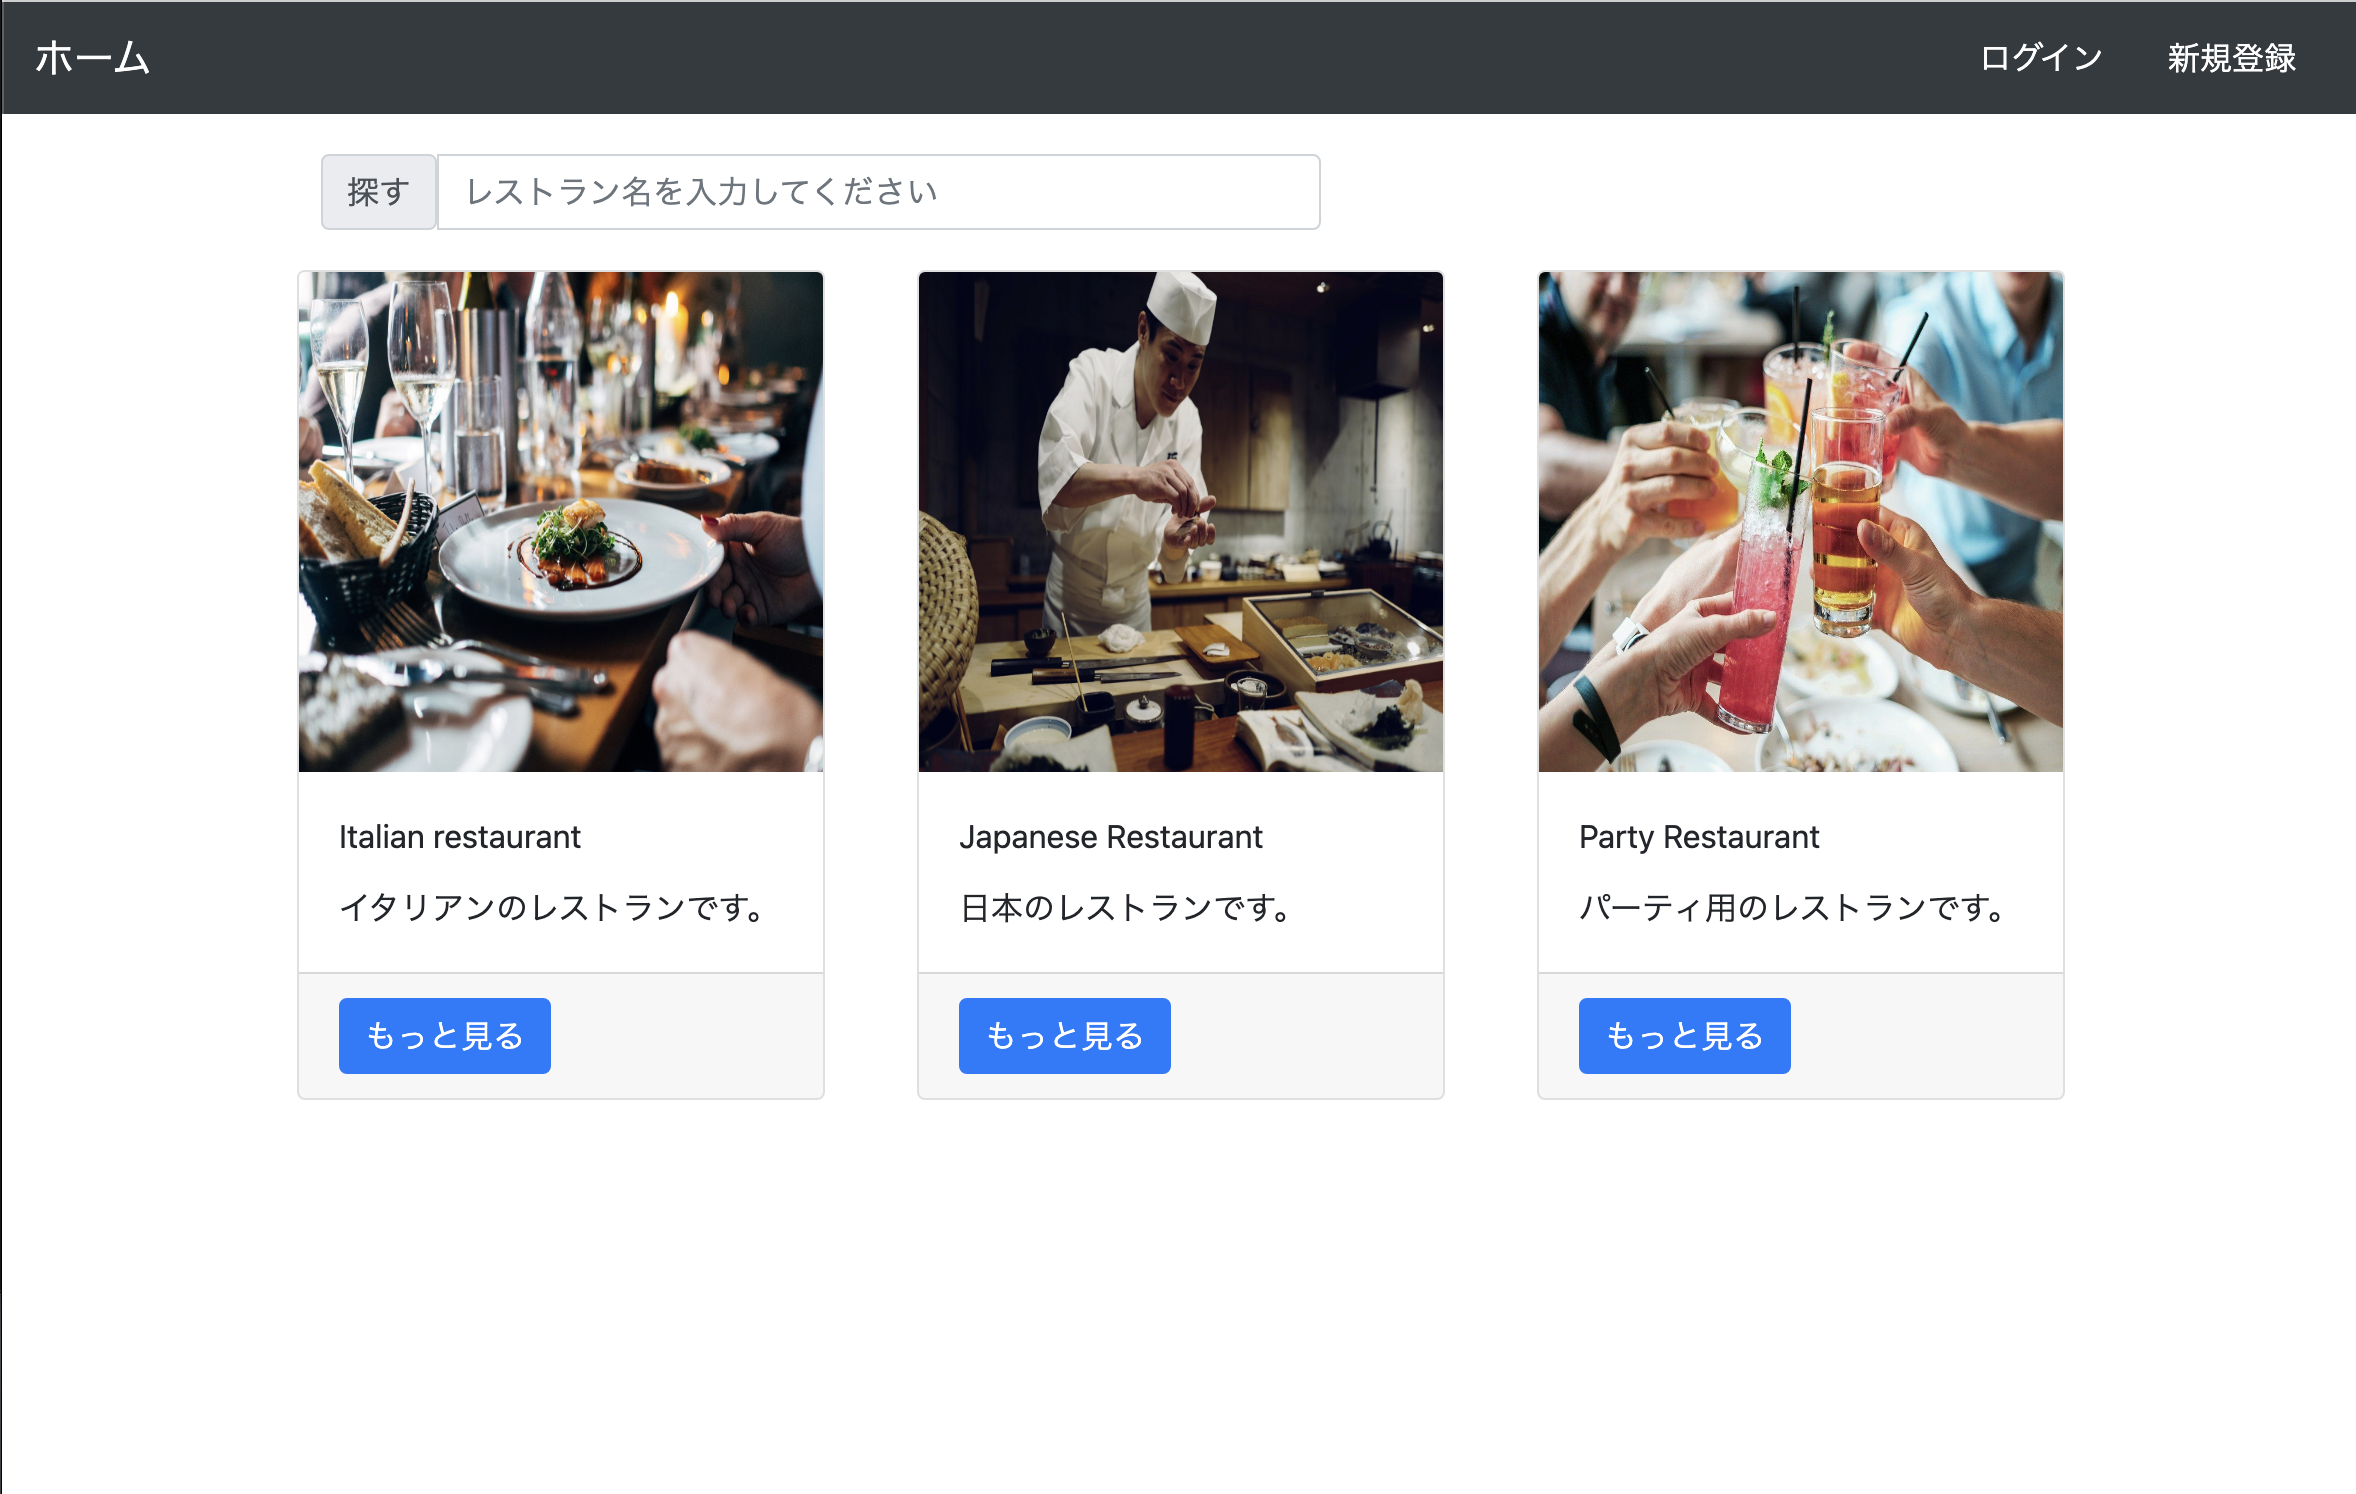 ホーム
ログイン
新規登録
探す
レストラン名を入力してください
Italian restaurant
イタリアンのレストランです。
もっと見る
Japanese Restaurant
日本のレストランです。
もっと見る
Party Restaurant
パーティ用のレストランです。
もっと見る